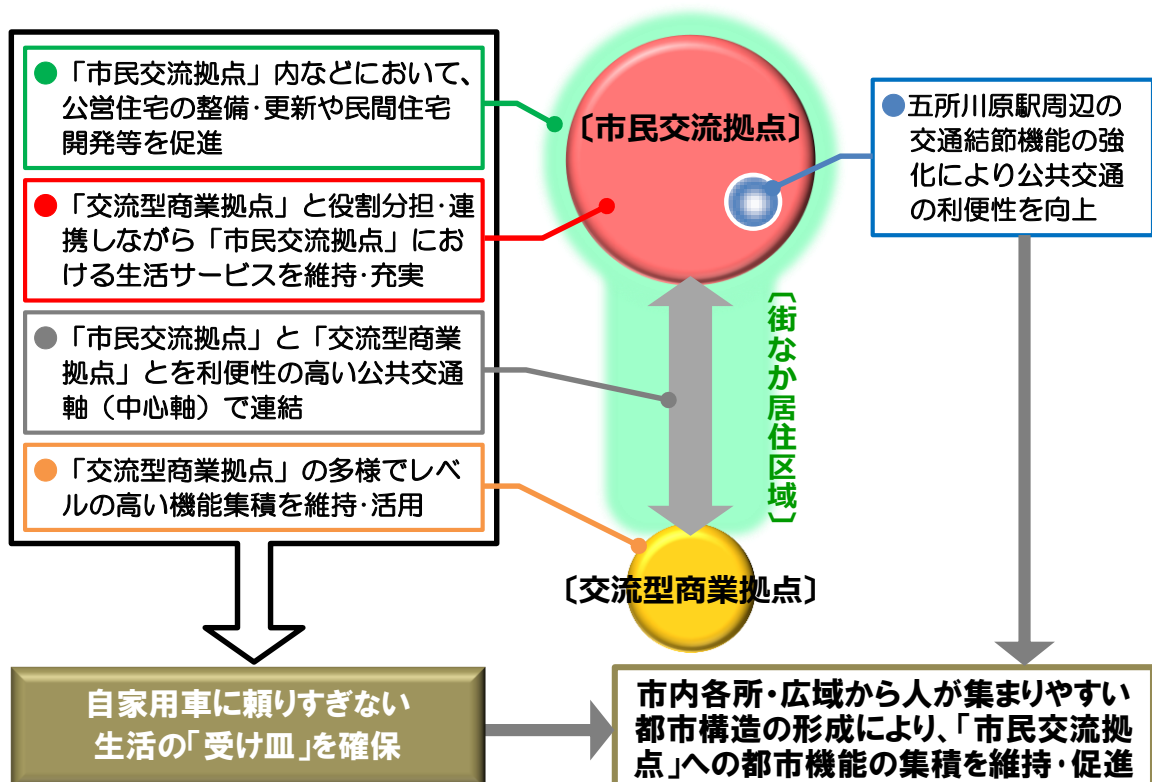 ●「市民交流拠点」内などにおいて、
公営住宅の整備･更新や民間住宅
開発等を促進
●「交流型商業拠点」と役割分担･連
携しながら「市民交流拠点」にお
ける生活サービスを維持･充実
●「市民交流拠点」と「交流型商業
拠点」とを利便性の高い公共交通
軸（中心軸）で連結
●「交流型商業拠点」の多様でレベ
ルの高い機能集積を維持･活用
〔市民交流拠点〕
●五所川原駅周辺の
交通結節機能の強
化により公共交通
の利便性を向上
〔街なか居住区域〕
〔交流型商業拠点〕
自家用車に頼りすぎない
生活の「受け皿」を確保
市内各所･広域から人が集まりやすい
都市構造の形成により、「市民交流拠
点」への都市機能の集積を維持･促進